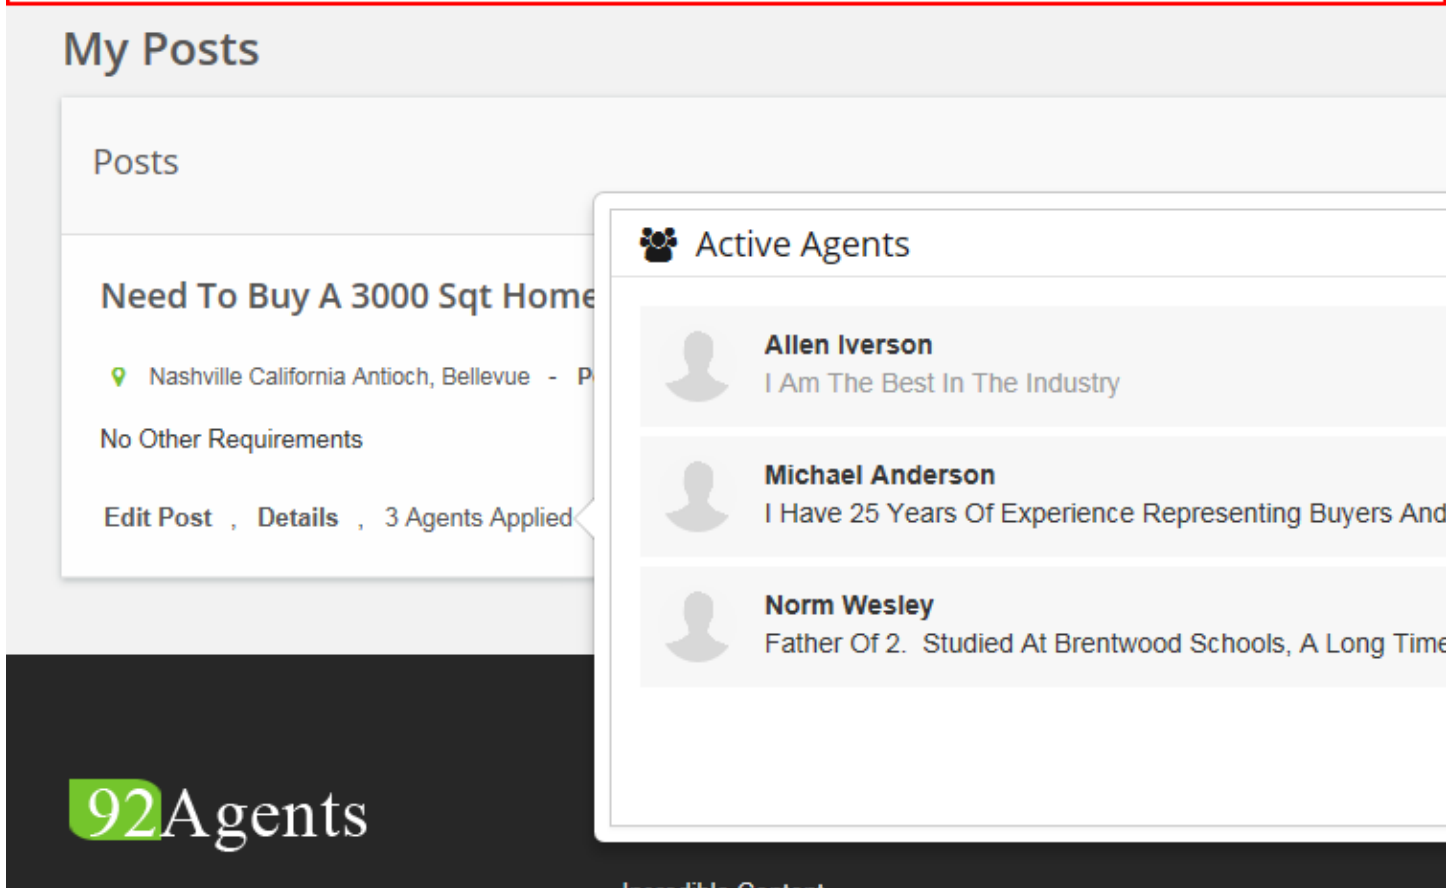 My Posts
Posts
Active Agents
Need To Buy A 3000 Sqt Home
Allen Iverson
I Am The Best In The Industry
Nashville California Antioch, Bellevue -
No Other Requirements
Michael Anderson
I Have 25 Years Of Experience Representing Buyers And
Edit Post , Details , 3 Agents Applied
Norm Wesley
Father Of 2. Studied At Brentwood Schools, A Long Time
92Agents